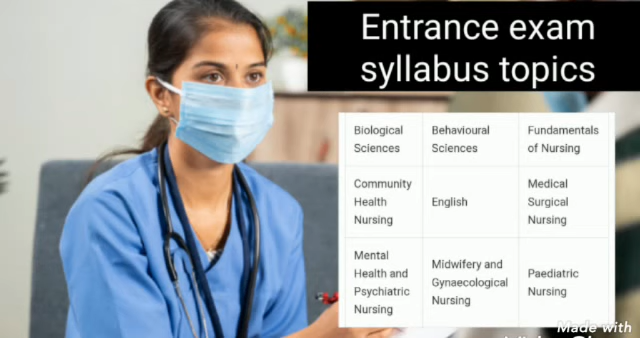 Entrance exam
syllabus topics
Biological
Sciences
Behavioural
Sciences
Fundamentals
of Nursing
Community
Health
Nursing
English
Medical
Surgical
Nursing
Mental
Health and
Psychiatric
Nursing
Midwifery and
Gynaecological
Nursing
Paediatric
Nursing
Made with